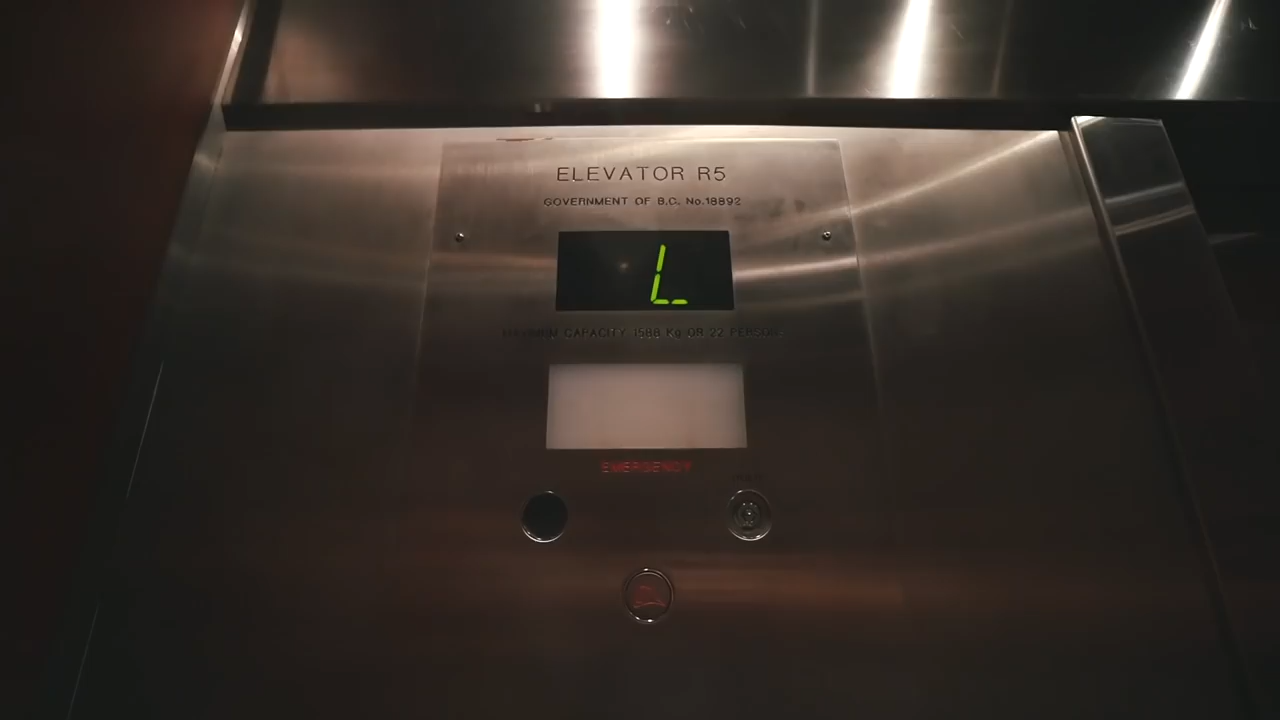 ELEVATOR R5
GOVERNMENT OF B.C. No.18892
L
MAXIMUM CAPACITY 1588 Kg OR 22 PERSONS
EMERGENCY